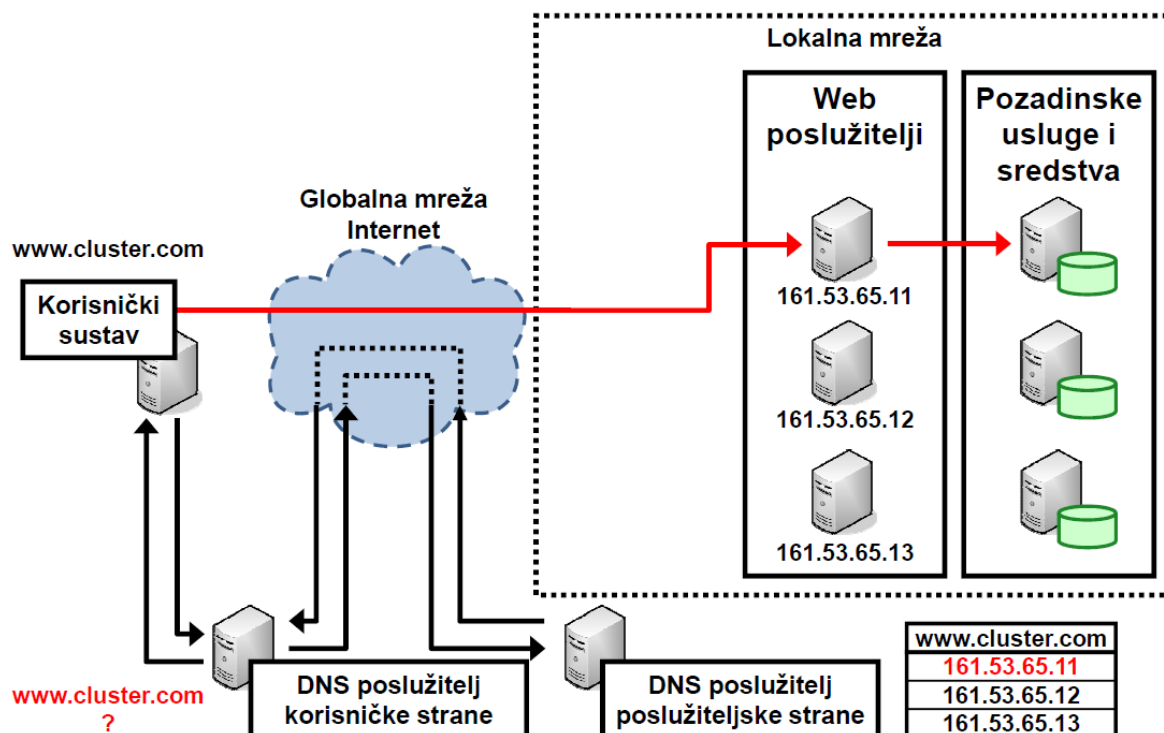 Lokalna mreža
Web
poslužitelji
Pozadinske
usluge i
sredstva
Globalna mreža
Internet
www.cluster.com
Korisnički
sustav
161.53.65.11
161.53.65.12
161.53.65.13
www.cluster.com
?
DNS poslužitelj
korisničke strane
DNS poslužitelj
poslužiteljske strane
www.cluster.com
161.53.65.11
161.53.65.12
161.53.65.13